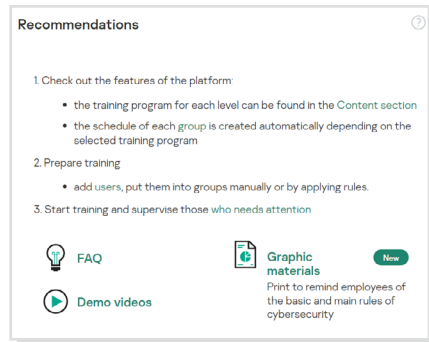 Recommendations
?
1. Check out the features of the platform:
• the training program for each level can be found in the Content section
• the schedule of each group is created automatically depending on the
selected training program
2. Prepare training
• add users, put them into groups manually or by applying rules.
3. Start training and supervise those who needs attention
FAQ
Graphic
materials
New
Print to remind employees of
the basic and main rules of
cybersecurity
Demo videos